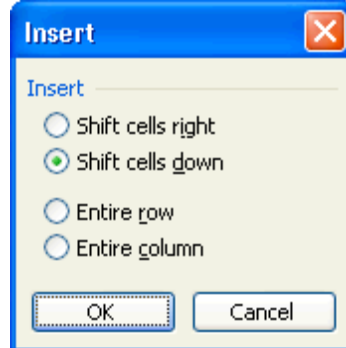 Insert
Insert
Shift cells right
Shift cells down
Entire row
Entire column
OK
Cancel